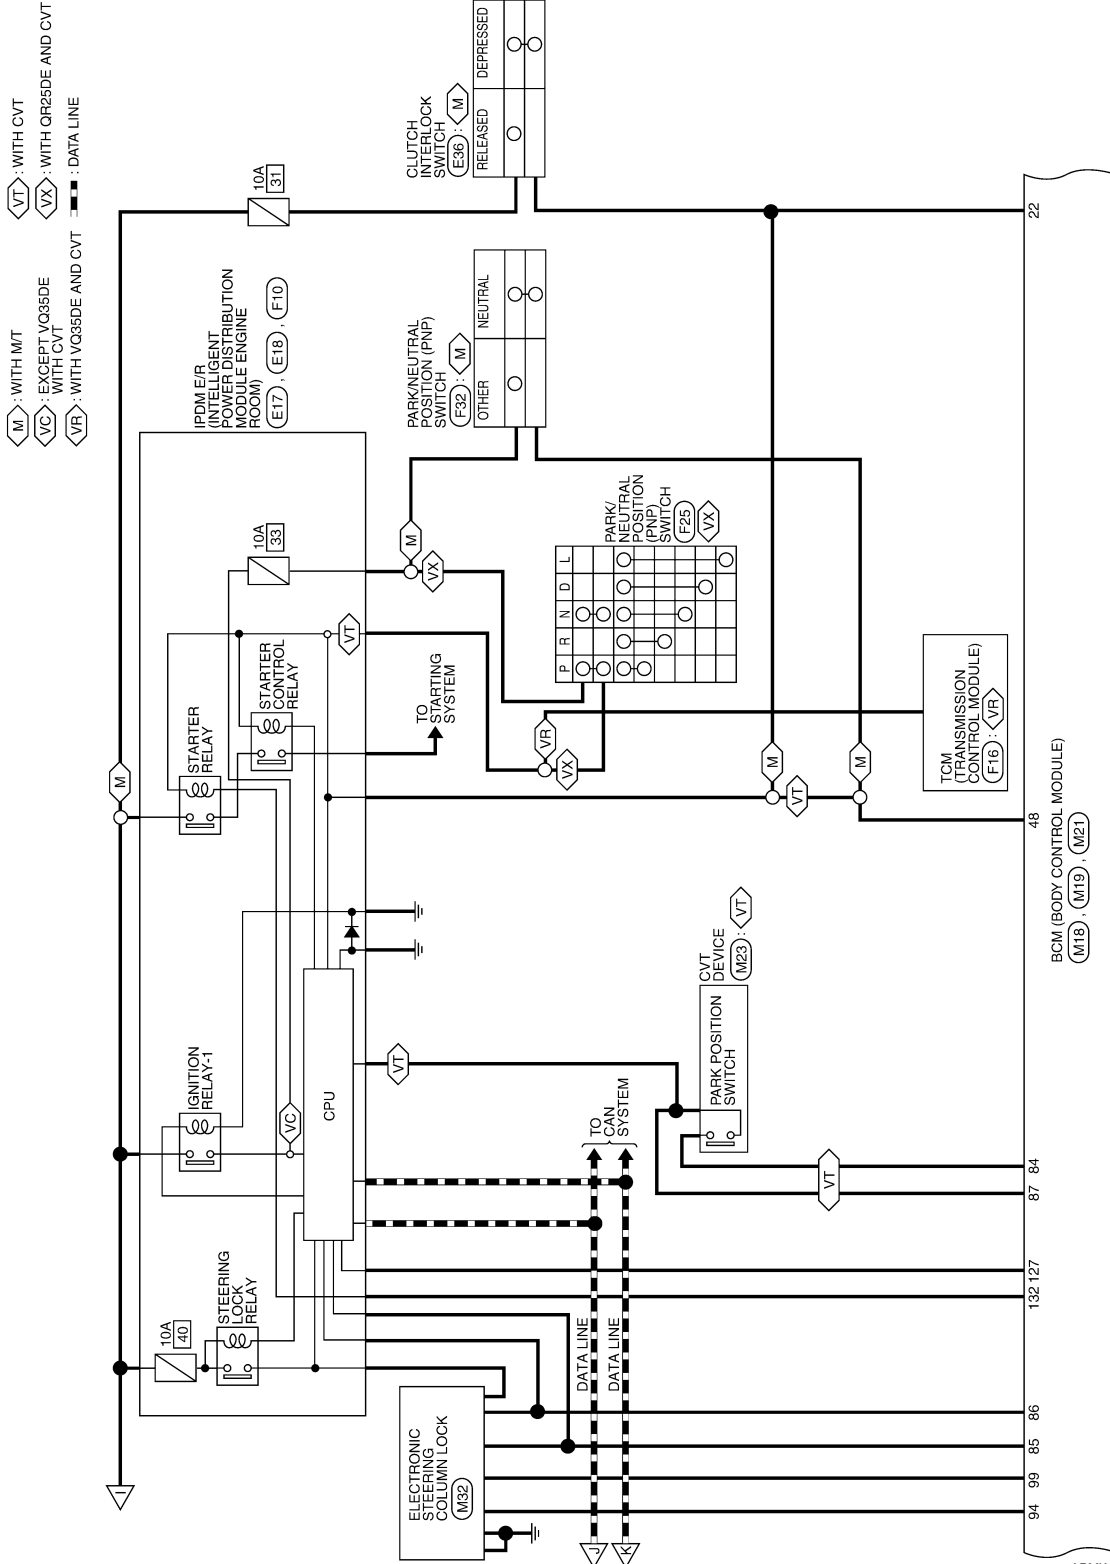 M : WITH M/T
VT : WITH CVT
VC : EXCEPT VQ35DE
WITH CVT
VX : WITH QR25DE AND CVT
VR : WITH VQ35DE AND CVT
: DATA LINE
I
M
10A
31
CLUTCH
INTERLOCK
SWITCH
E36 : M
RELEASED
DEPRESSED
IPDM E/R
(INTELLIGENT
POWER DISTRIBUTION
MODULE ENGINE
ROOM)
E17 , E18 , F10
10A
40
STEERING
LOCK
RELAY
IGNITION
RELAY-1
VC
CPU
STARTER
RELAY
STARTER
CONTROL
RELAY
10A
33
VT
M
VX
PARK/NEUTRAL
POSITION (PNP)
SWITCH
F32 : M
OTHER
NEUTRAL
TO
STARTING
SYSTEM
VT
ELECTRONIC
STEERING
COLUMN LOCK
M32
P
R
N
D
L
PARK/
NEUTRAL
POSITION
(PNP)
SWITCH
F25
VX
VR
VX
DATA LINE
DATA LINE
J
K
TO
CAN
SYSTEM
CVT
DEVICE
M23 : VT
PARK POSITION
SWITCH
VT
M
VT
M
TCM
(TRANSMISSION
CONTROL MODULE)
F16 : VR
94
99
85
86
132
127
87
84
48
22
BCM (BODY CONTROL MODULE)
M18 , M19 , M21